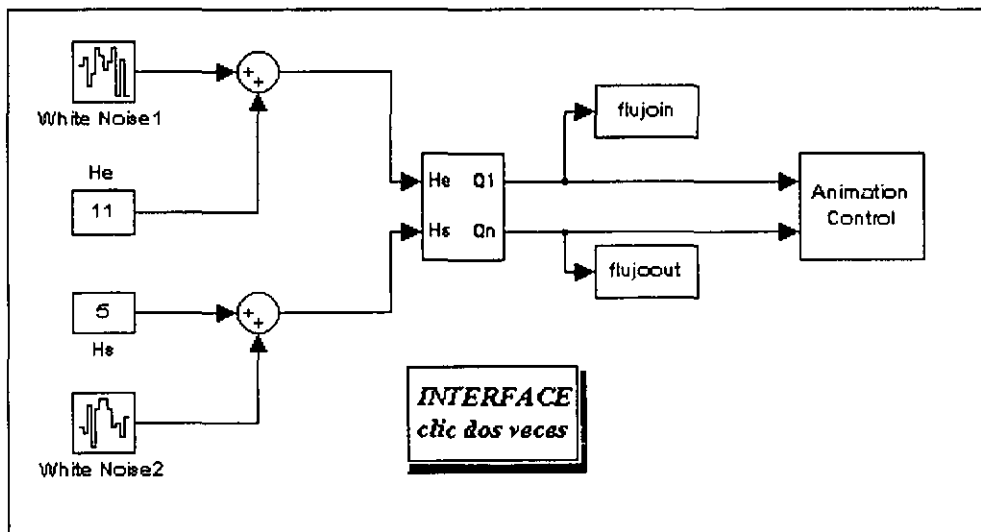 White Noise1
He
11
5
Hs
White Noise2
+
+
+
+
He Q1
Hs Qn
flujoin
flujoout
Animation
Control
INTERFACE
clic dos veces